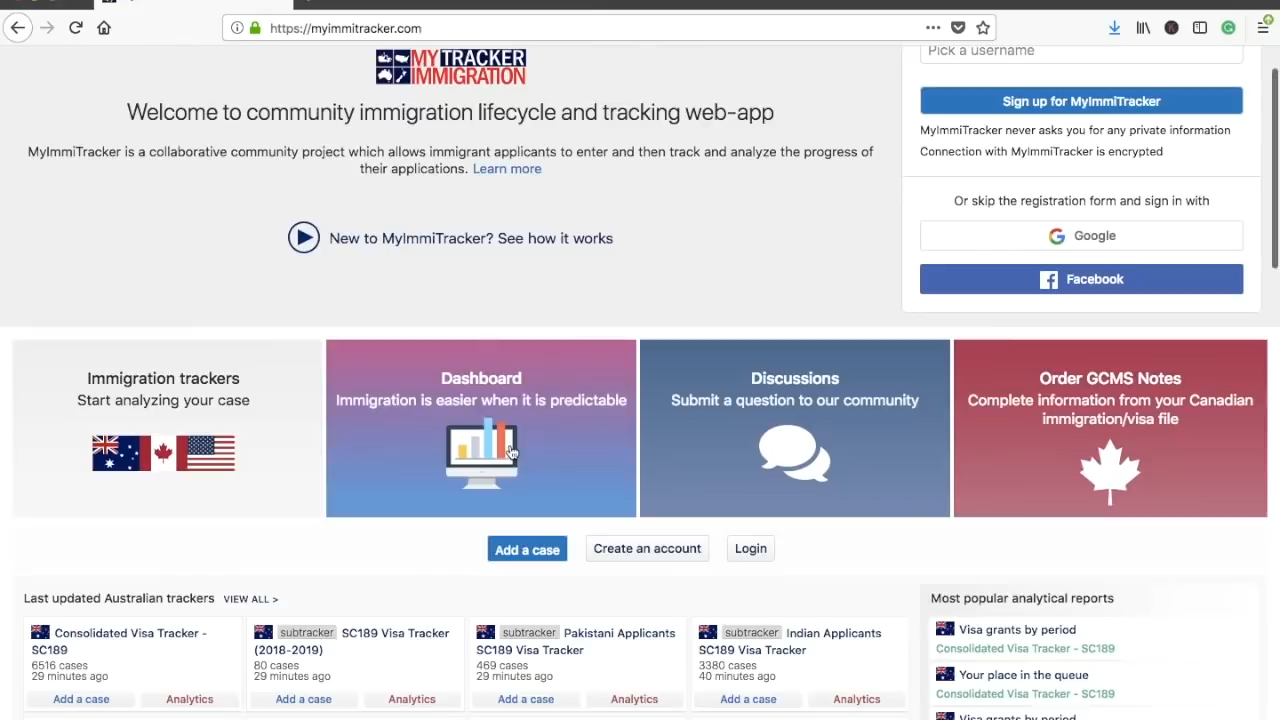 https://myimmitracker.com
MYTRACKER
IMMIGRATION
Welcome to community immigration lifecycle and tracking web-app
MyImmiTracker is a collaborative community project which allows immigrant applicants to enter and then track and analyze the progress of
their applications. Learn more
New to MyImmiTracker? See how it works
Pick a username
Sign up for MyImmiTracker
MyImmiTracker never asks you for any private information
Connection with MyImmiTracker is encrypted
Or skip the registration form and sign in with
Google
Facebook
Immigration trackers
Start analyzing your case
Dashboard
Immigration is easier when it is predictable
Discussions
Submit a question to our community
Order GCMS Notes
Complete information from your Canadian
immigration/visa file
Add a case
Create an account
Login
Last updated Australian trackers VIEW ALL >
Consolidated Visa Tracker -
SC189
6516 cases
29 minutes ago
Add a case Analytics
subtracker SC189 Visa Tracker
(2018-2019)
80 cases
29 minutes ago
Add a case Analytics
subtracker Pakistani Applicants
SC189 Visa Tracker
469 cases
29 minutes ago
Add a case Analytics
subtracker Indian Applicants
SC189 Visa Tracker
3380 cases
40 minutes ago
Add a case Analytics
Most popular analytical reports
Visa grants by period
Consolidated Visa Tracker - SC189
Your place in the queue
Consolidated Visa Tracker - SC189
Visa grants by period